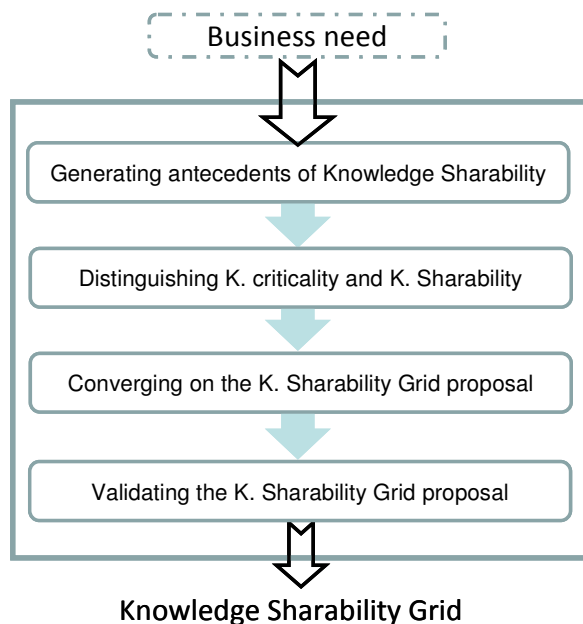 Business need
Generating antecedents of Knowledge Sharability
Distinguishing K. criticality and K. Sharability
Converging on the K. Sharability Grid proposal
Validating the K. Sharability Grid proposal
Knowledge Sharability Grid